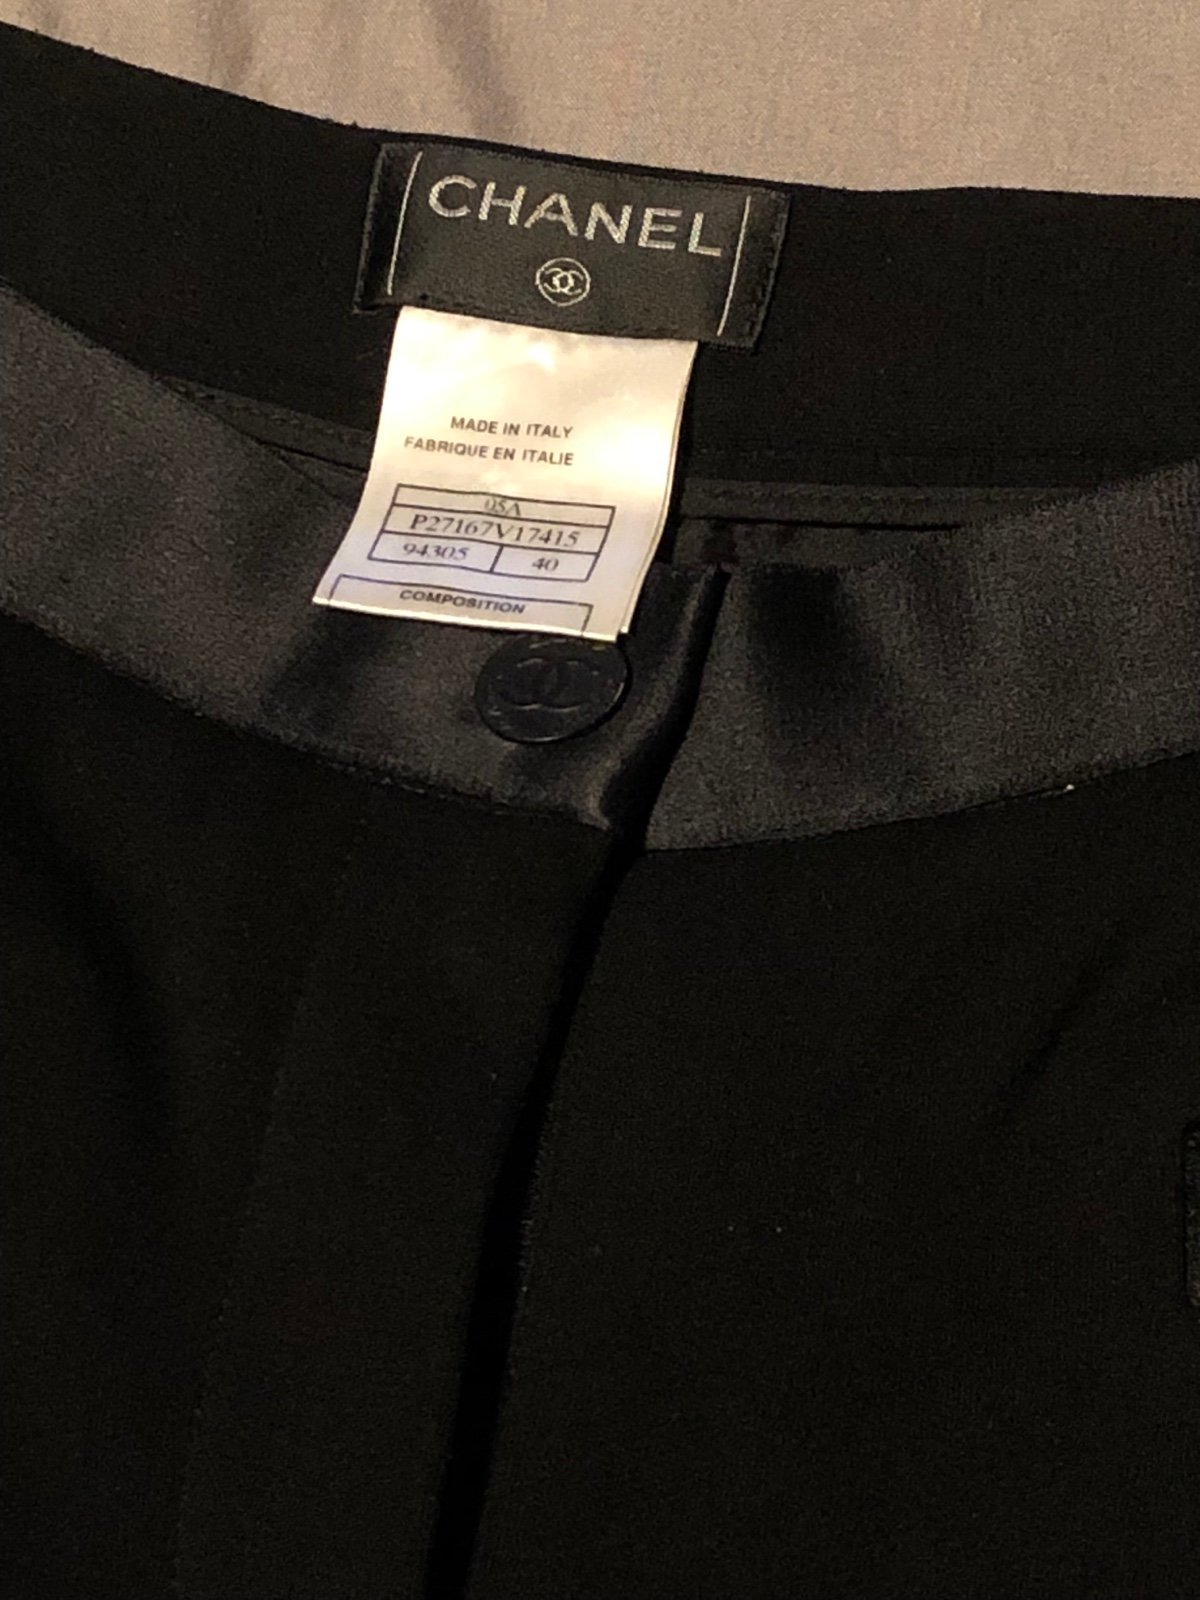 CHANEL
MADE IN ITALY
FABRIQUE EN ITALIE
05A
P27167V17415
94305 40
COMPOSITION